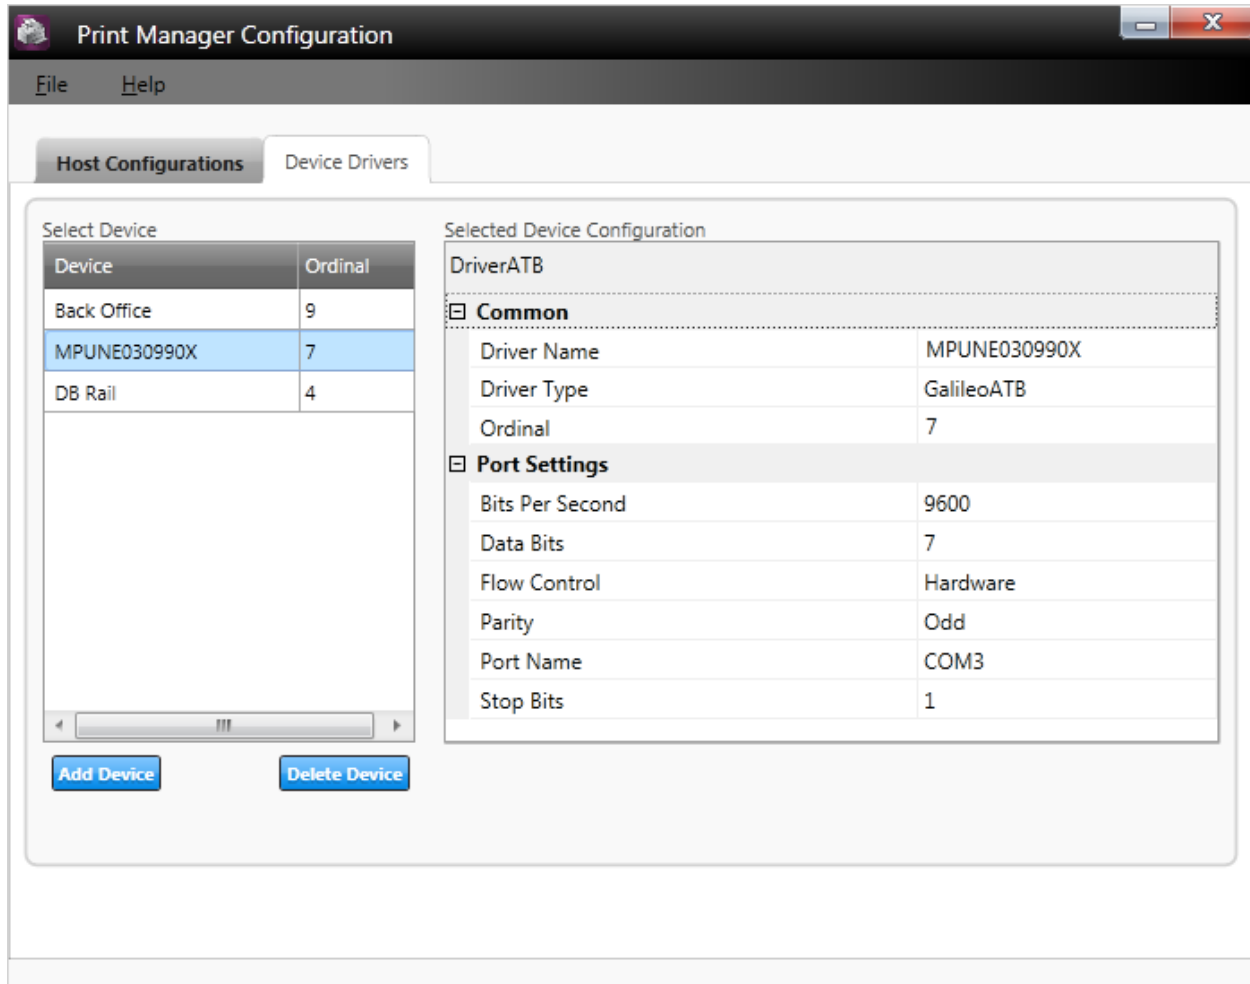 Print Manager Configuration
File Help
Host Configurations Device Drivers
Select Device
Device Ordinal
Back Office 9
MPUNE030990X 7
DB Rail 4
Add Device Delete Device
Selected Device Configuration
DriverATB
Common
Driver Name MPUNE030990X
Driver Type GalileoATB
Ordinal 7
Port Settings
Bits Per Second 9600
Data Bits 7
Flow Control Hardware
Parity Odd
Port Name COM3
Stop Bits 1